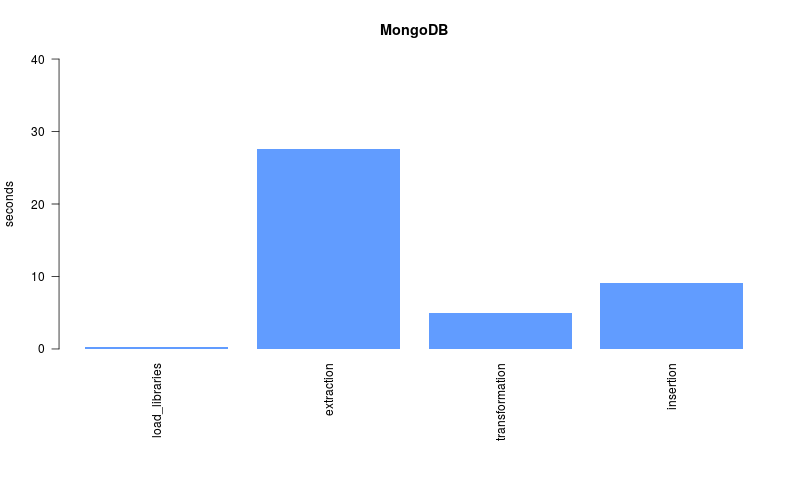 MongoDB
seconds
40
30
20
10
0
load_libraries
extraction
transformation
insertion